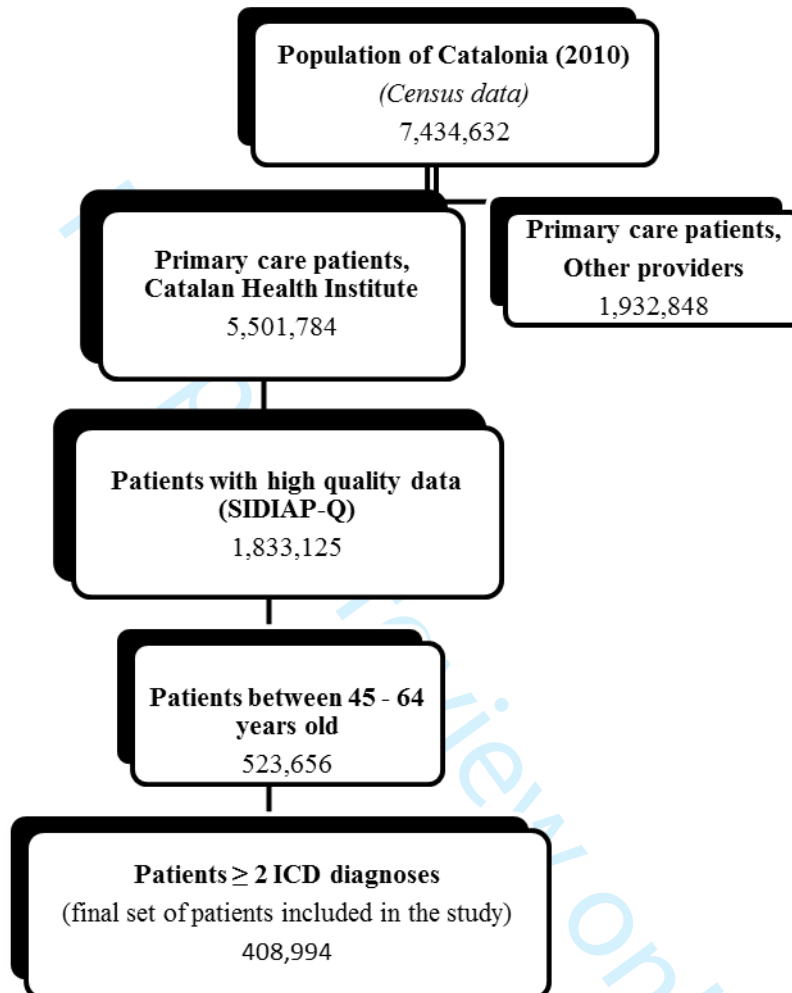 Population of Catalonia (2010)
(Census data)
7,434,632
Primary care patients,
Catalan Health Institute
5,501,784
Primary care patients,
Other providers
1,932,848
Patients with high quality data
(SIDIAP-Q)
1,833,125
Patients between 45 - 64
years old
523,656
Patients ≥ 2 ICD diagnoses
(final set of patients included in the study)
408,994